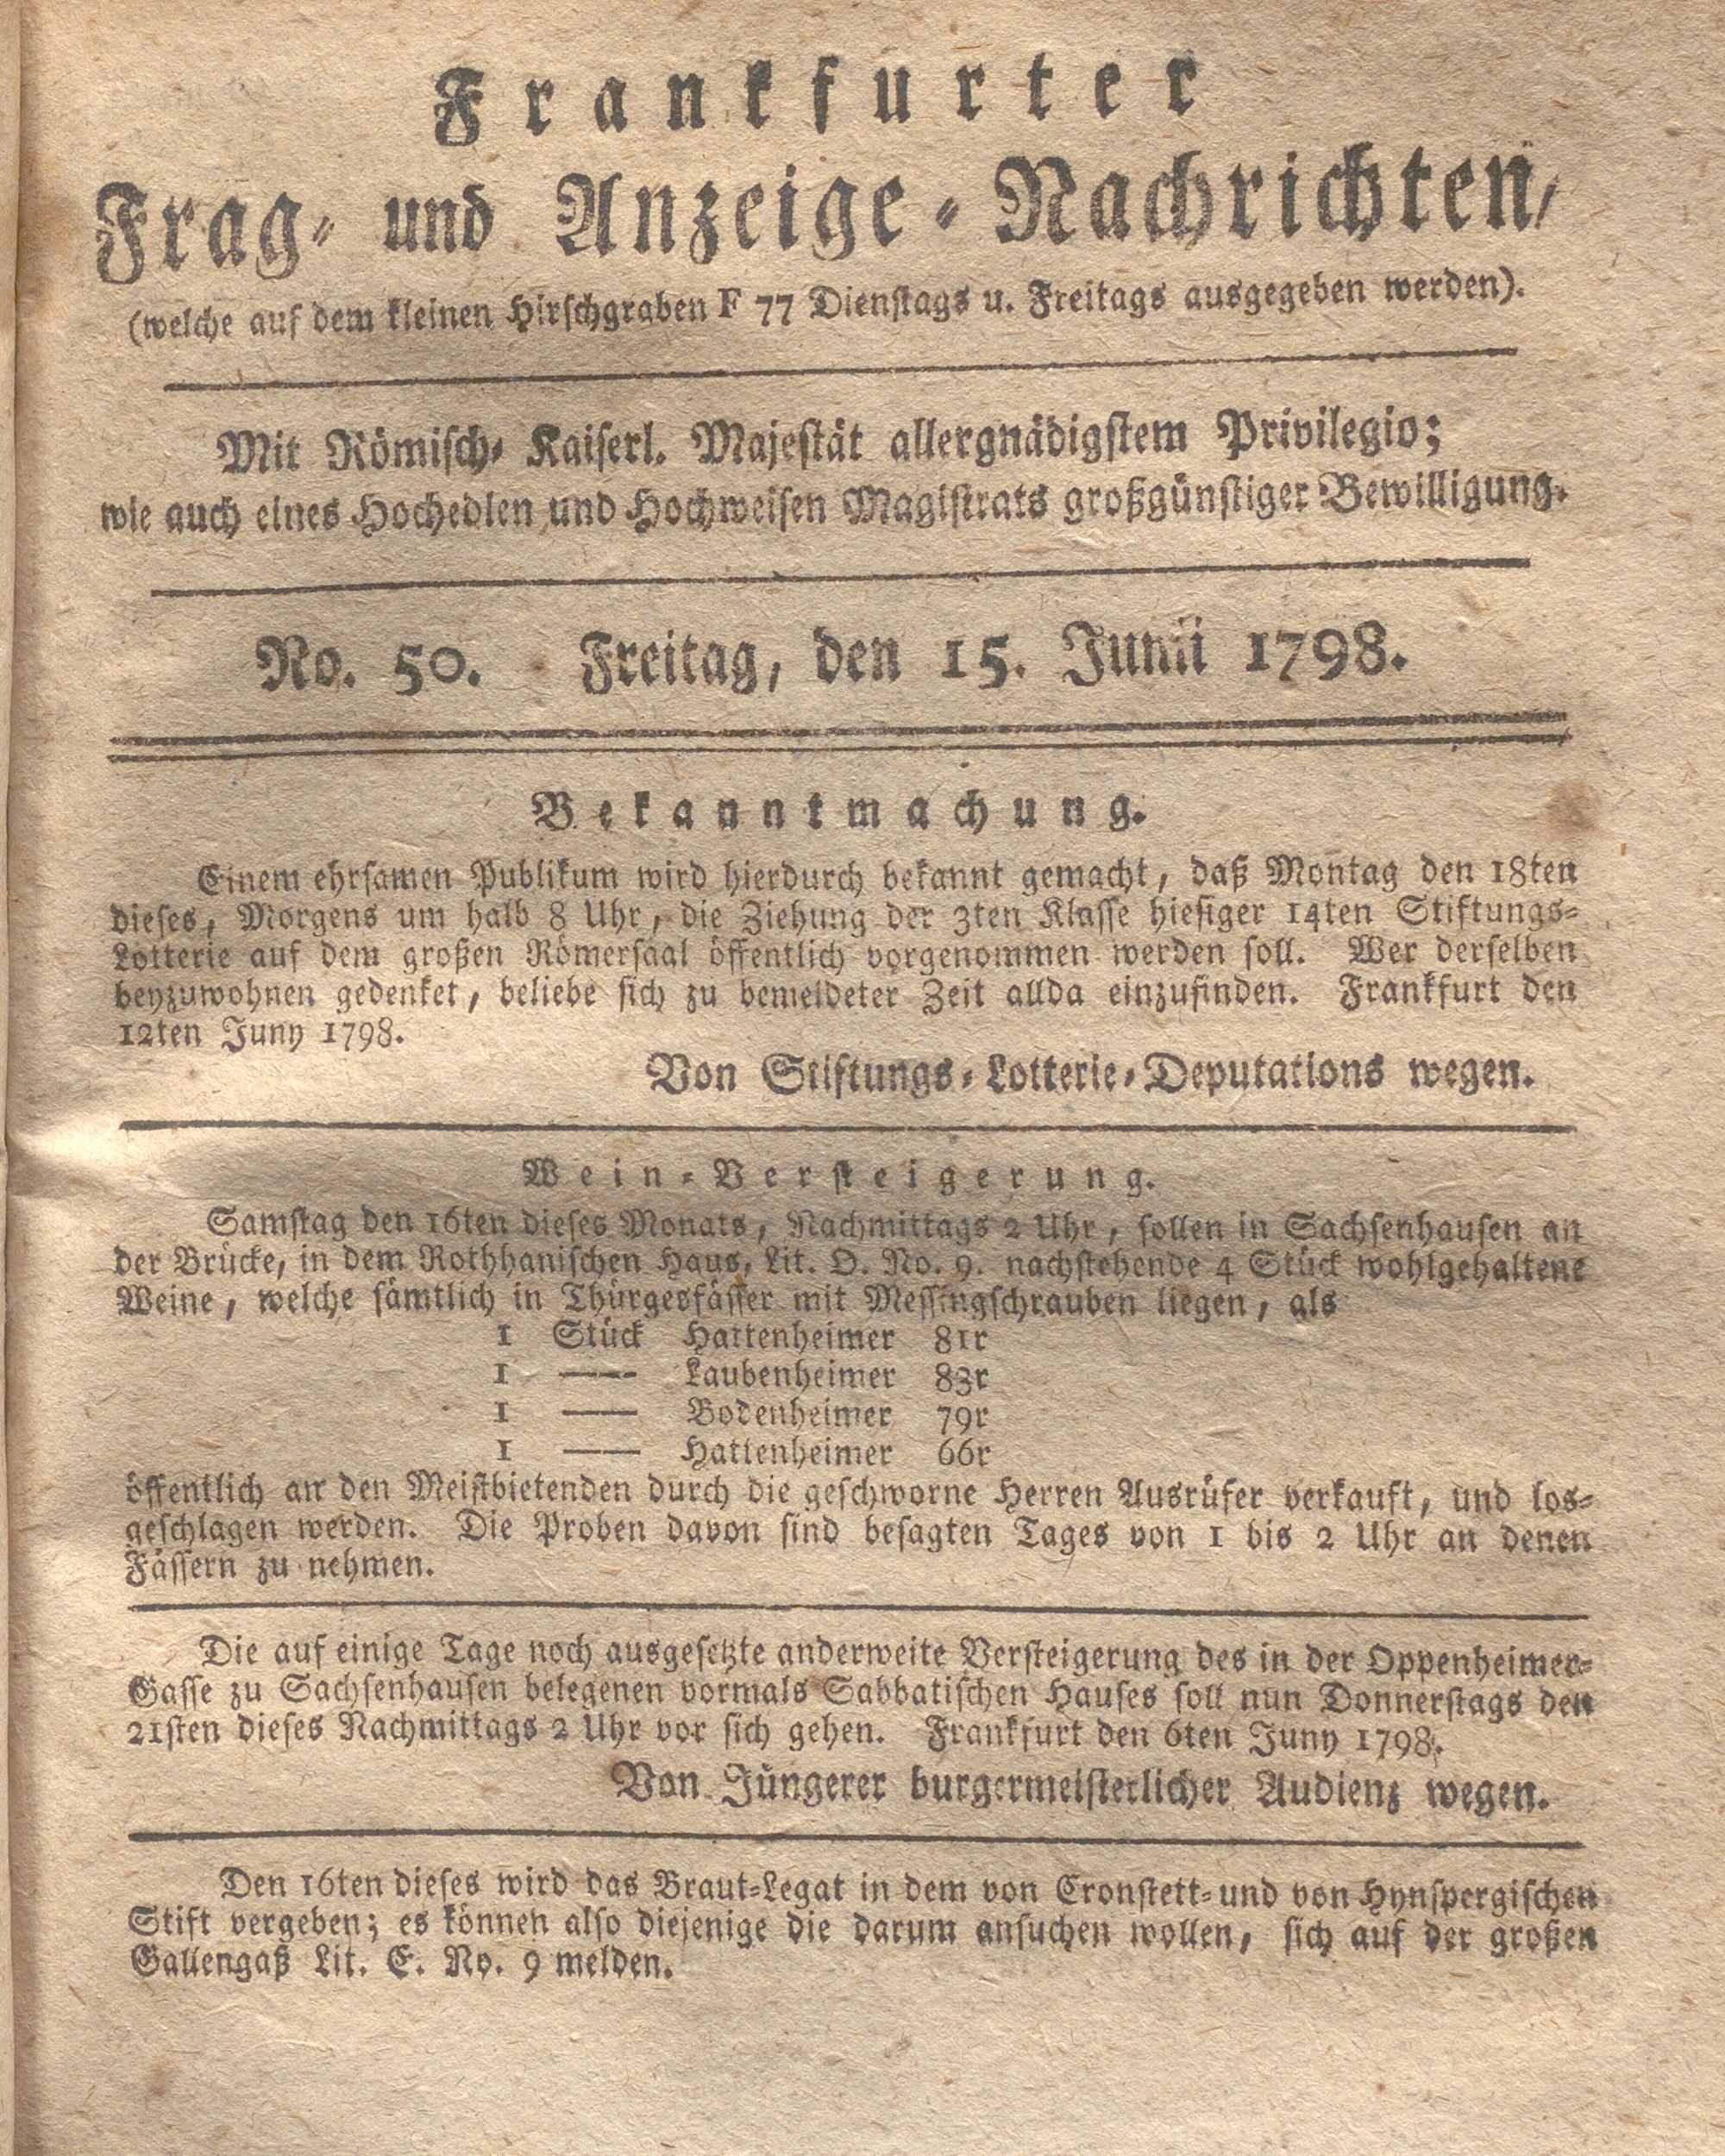 Frankfurter
Frag- und Anzeige-Nachrichten,
(welche auf dem kleinen Hirschgraben F 77 Dienstags u. Freitags ausgegeben werden).
Mit Römisch- Kaiserl. Majestät allergnädigstem Privilegio;
wie auch eines Hochedlen und Hochweisen Magistrats großgünstiger Bewilligung.
No. 50. Freitag, den 15. Junii 1798.
Bekanntmachung.
Einem ehrsamen Publikum wird hierdurch bekannt gemacht, daß Montag den 18ten
dieses, Morgens um halb 8 Uhr, die Ziehung der 3ten Klasse hiesiger 14ten Stiftungs-
Lotterie auf dem großen Römersaal öffentlich vorgenommen werden soll. Wer derselben
beyzuwohnen gedenket, beliebe sich zu bemeldeter Zeit allda einzufinden. Frankfurt den
12ten Juny 1798.
Von Stiftungs-Lotterie-Deputations wegen.
Wein-Versteigerung.
Samstag den 16ten dieses Monats, Nachmittags 2 Uhr, sollen in Sachsenhausen an
der Brücke, in dem Rothhanischen Haus, Lit. O. No. 9. nachstehende 4 Stück wohlgehaltene
Weine, welche sämtlich in Thürgesfässer mit Messingschrauben liegen, als
1 Stück Hattenheimer 81r
1 —— Laubenheimer 83r
1 —— Bodenheimer 79r
1 —— Hattenheimer 66r
öffentlich an den Meistbietenden durch die geschworne Herren Ausrüfer verkauft, und los-
geschlagen werden. Die Proben davon sind besagten Tages von 1 bis 2 Uhr an denen
Fässern zu nehmen.
Die auf einige Tage noch ausgesetzte anderweite Versteigerung des in der Oppenheimer-
Gasse zu Sachsenhausen belegenen vormals Sabbatischen Hauses soll nun Donnerstags den
21sten dieses Nachmittags 2 Uhr vor sich gehen. Frankfurt den 6ten Juny 1798.
Von Jüngerer burgermeisterlicher Audienz wegen.
Den 16ten dieses wird das Braut-Legat in dem von Cronstett- und von Hynspergischen
Stift vergeben; es können also diejenige die darum ansuchen wollen, sich auf der großen
Gallengaß Lit. E. No. 9 melden.